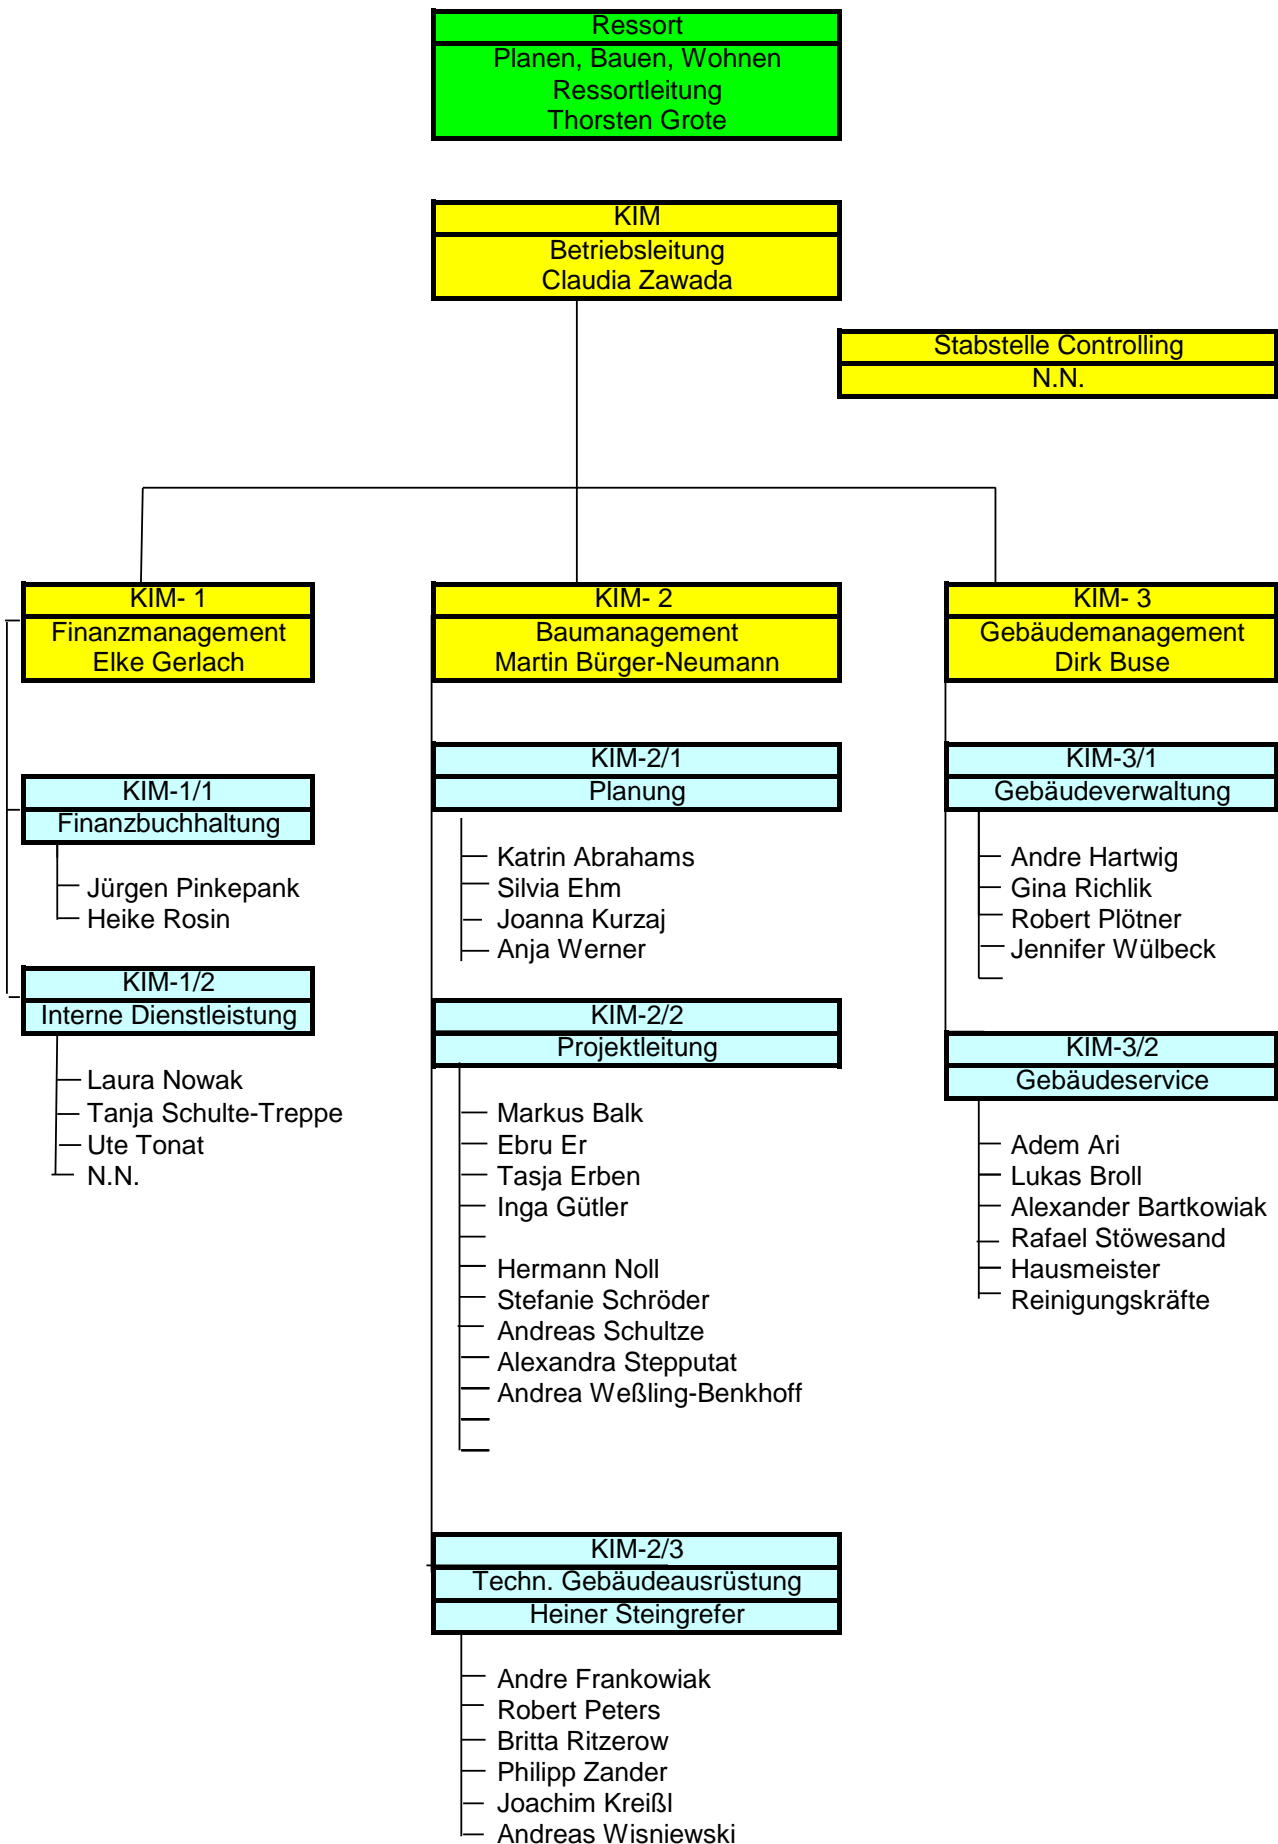 Ressort
Planen, Bauen, Wohnen
Ressortleitung
Thorsten Grote
KIM
Betriebsleitung
Claudia Zawada
Stabstelle Controlling
N.N.
KIM- 1
Finanzmanagement
Elke Gerlach
KIM-1/1
Finanzbuchhaltung
Jürgen Pinkepank
Heike Rosin
KIM-1/2
Interne Dienstleistung
Laura Nowak
Tanja Schulte-Treppe
Ute Tonat
N.N.
KIM- 2
Baumanagement
Martin Bürger-Neumann
KIM-2/1
Planung
Katrin Abrahams
Silvia Ehm
Joanna Kurzaj
Anja Werner
KIM-2/2
Projektleitung
Markus Balk
Ebru Er
Tasja Erben
Inga Gütler
Hermann Noll
Stefanie Schröder
Andreas Schultze
Alexandra Stepputat
Andrea Weßling-Benkhoff
KIM-2/3
Techn. Gebäudeausrüstung
Heiner Steingrefer
Andre Frankowiak
Robert Peters
Britta Ritzerow
Philipp Zander
Joachim Kreißl
Andreas Wisniewski
KIM- 3
Gebäudemanagement
Dirk Buse
KIM-3/1
Gebäudeverwaltung
Andre Hartwig
Gina Richlik
Robert Plötner
Jennifer Wülbeck
KIM-3/2
Gebäudeservice
Adem Ari
Lukas Broll
Alexander Bartkowiak
Rafael Stöwesand
Hausmeister
Reinigungskräfte